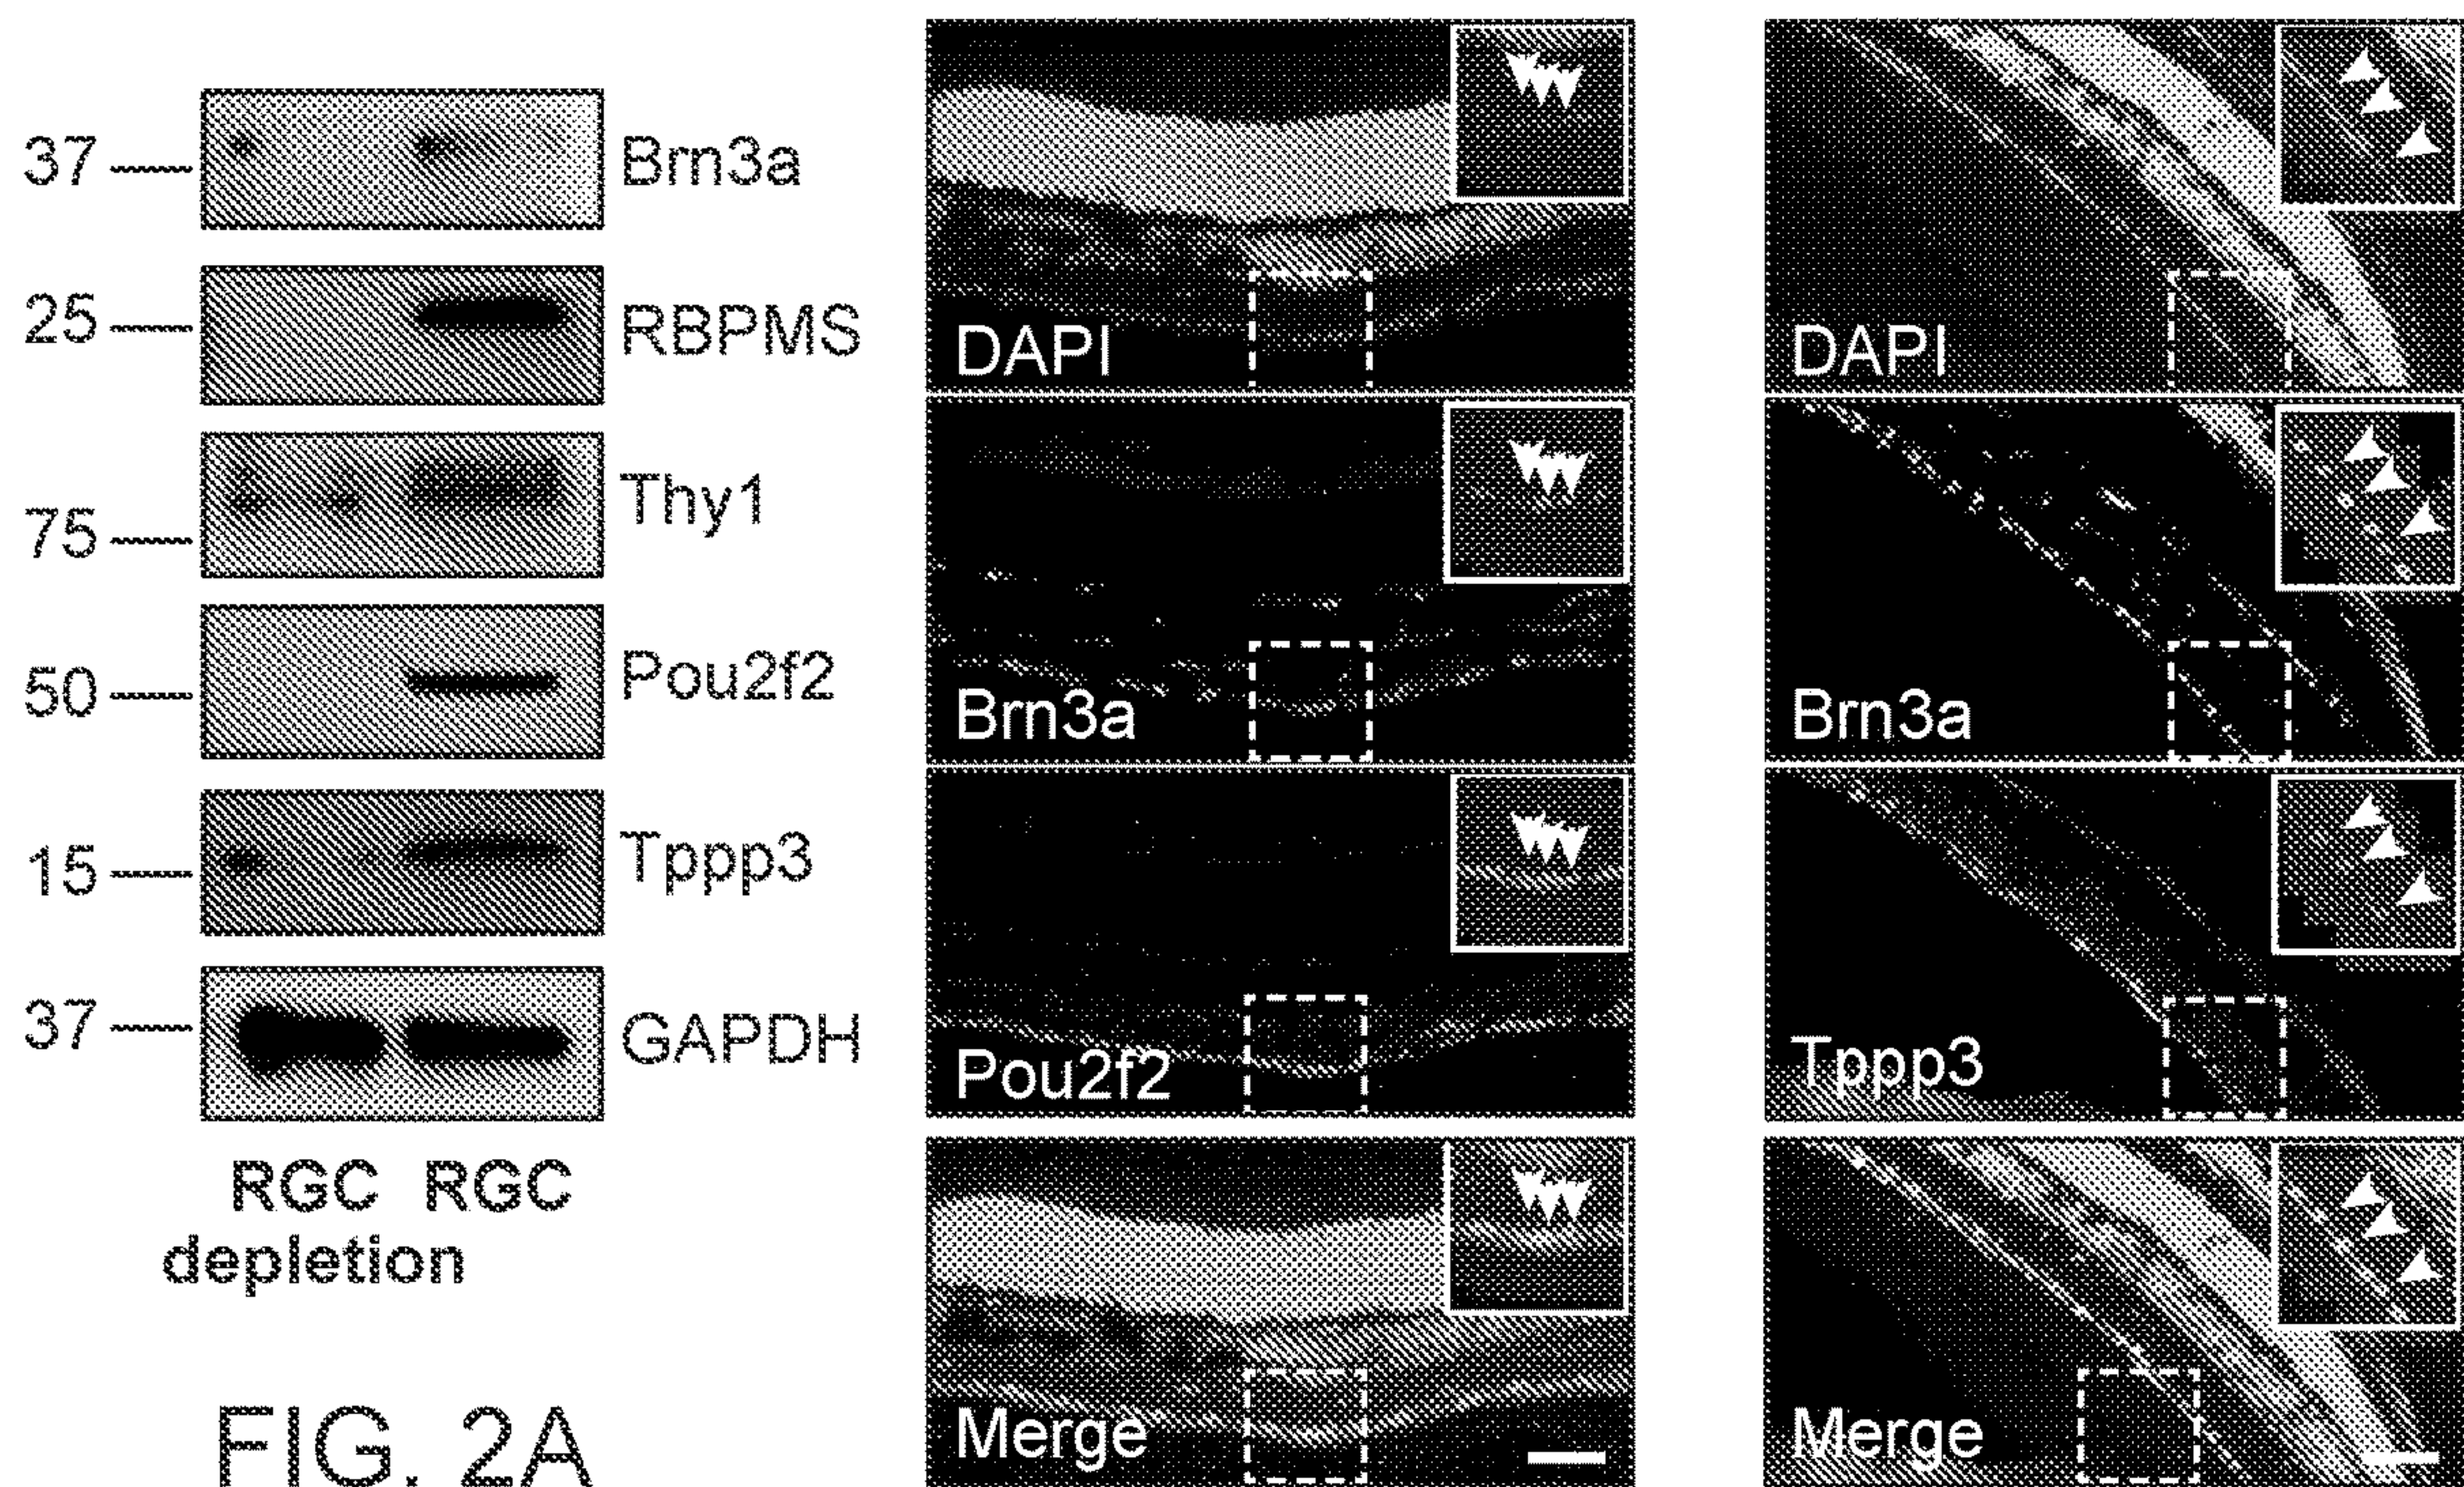 37
Brn3a
25
RBPMS
75
Thy1
50
Pou2f2
15
Tppp3
37
GAPDH
RGC RGC
depletion
FIG. 2A
DAPI
Brn3a
Pou2f2
Merge
DAPI
Brn3a
Tppp3
Merge